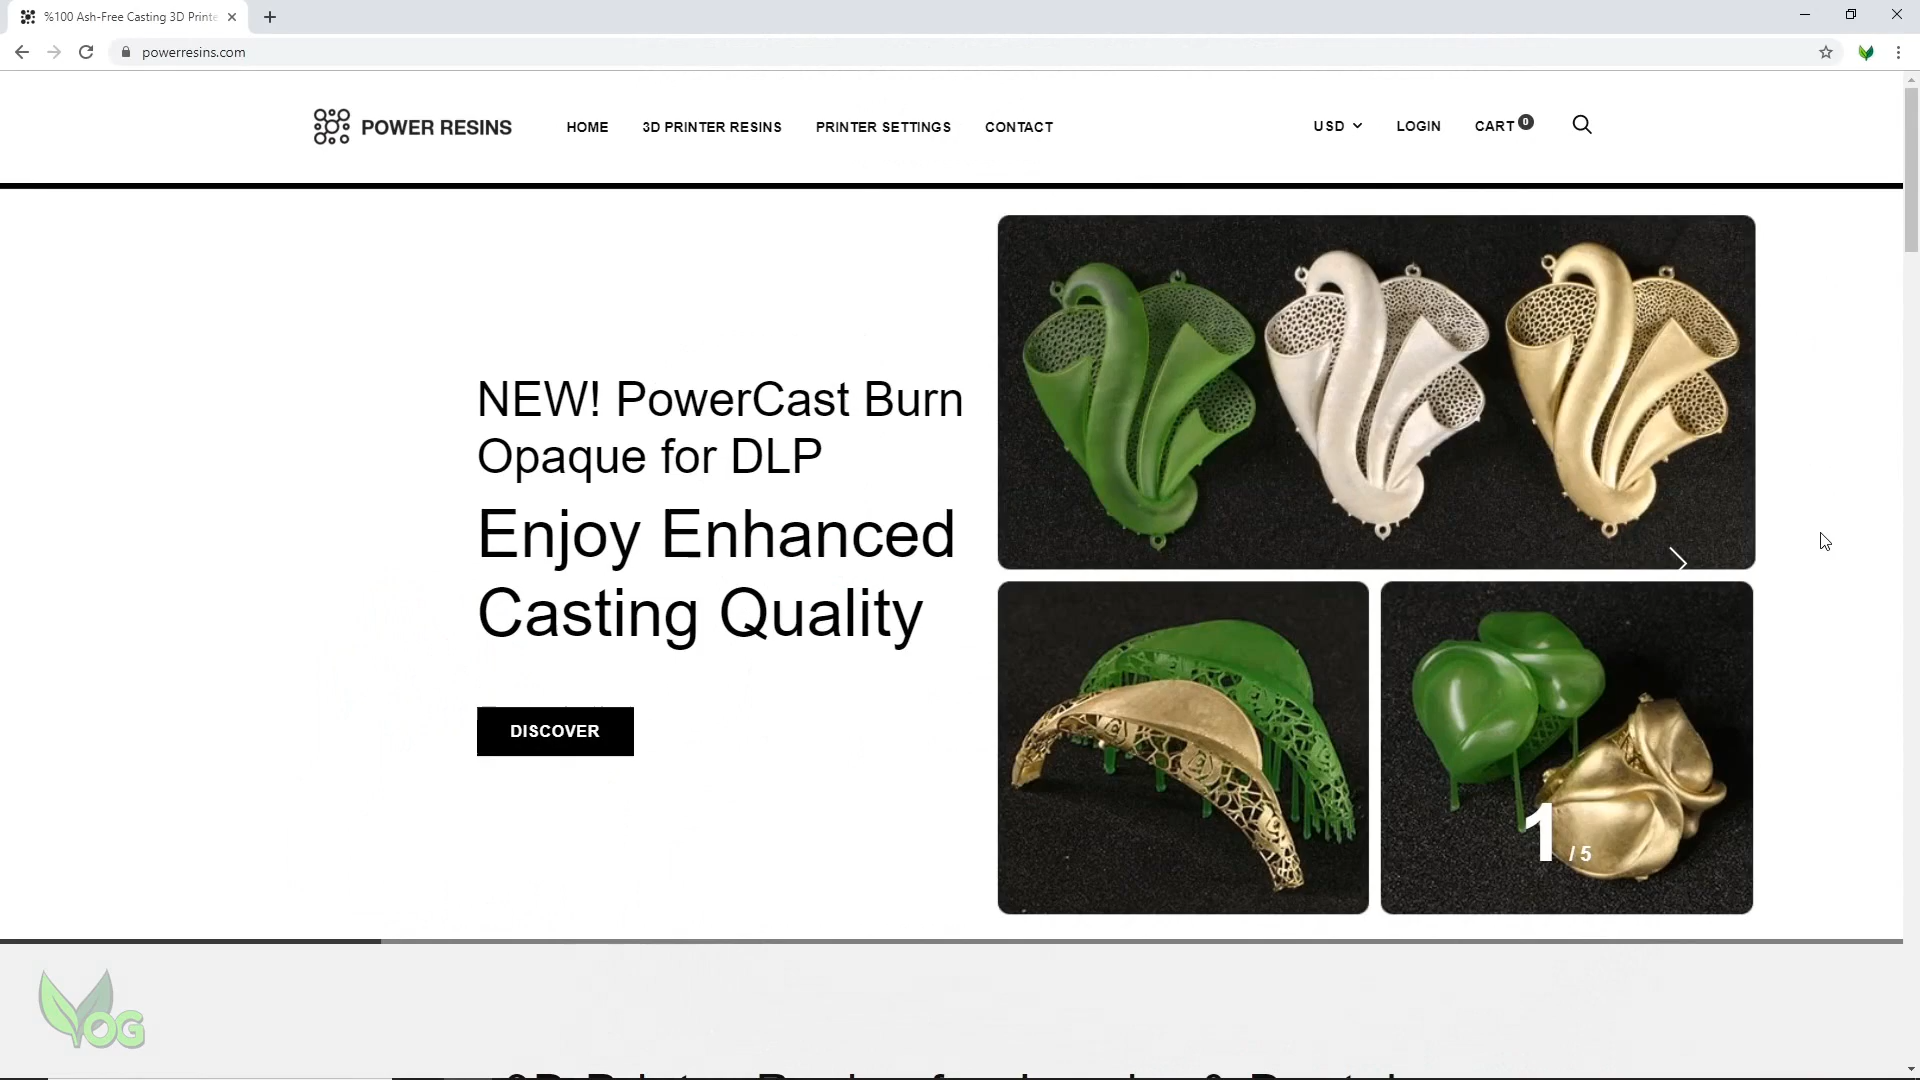 %100 Ash-Free Casting 3D Printe
powerresins.com
POWER RESINS
HOME
3D PRINTER RESINS
PRINTER SETTINGS
CONTACT
USD
LOGIN
CART 0
NEW! PowerCast Burn
Opaque for DLP
Enjoy Enhanced
Casting Quality
DISCOVER
1 / 5
VOG